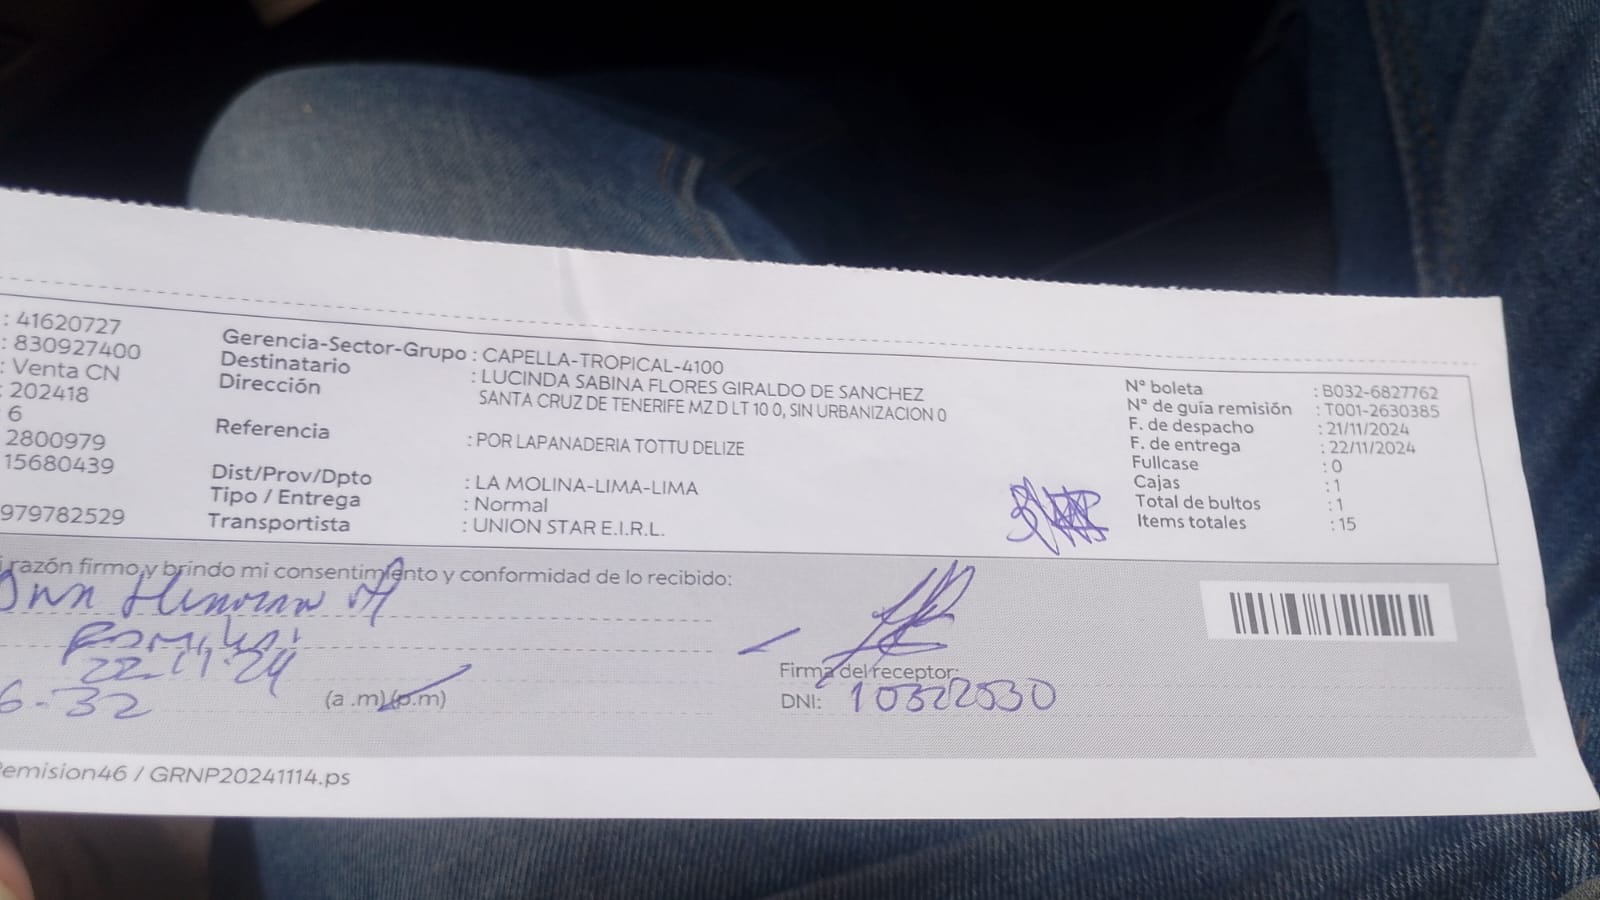 : 41620727
: 830927400
: Venta CN
: 202418
: 6
2800979
15680439
979782529
Gerencia-Sector-Grupo : CAPELLA-TROPICAL-4100
Destinatario : LUCINDA SABINA FLORES GIRALDO DE SANCHEZ
Dirección SANTA CRUZ DE TENERIFE MZ D LT 10 0, SIN URBANIZACION 0
Referencia : POR LAPANADERIA TOTTU DELIZE
Dist/Prov/Dpto : LA MOLINA-LIMA-LIMA
Tipo / Entrega : Normal
Transportista : UNION STAR E.I.R.L.
N° boleta : B032-6827762
N° de guía remisión : T001-2630385
F. de despacho : 21/11/2024
F. de entrega : 22/11/2024
Fullcase : 0
Cajas : 1
Total de bultos : 1
Items totales : 15
razón firmo y brindo mi consentimiento y conformidad de lo recibido:
22-11-24
6-32 (a .m)(p.m)
Firma del receptor:
DNI: 10322530
emision46 / GRNP20241114.ps